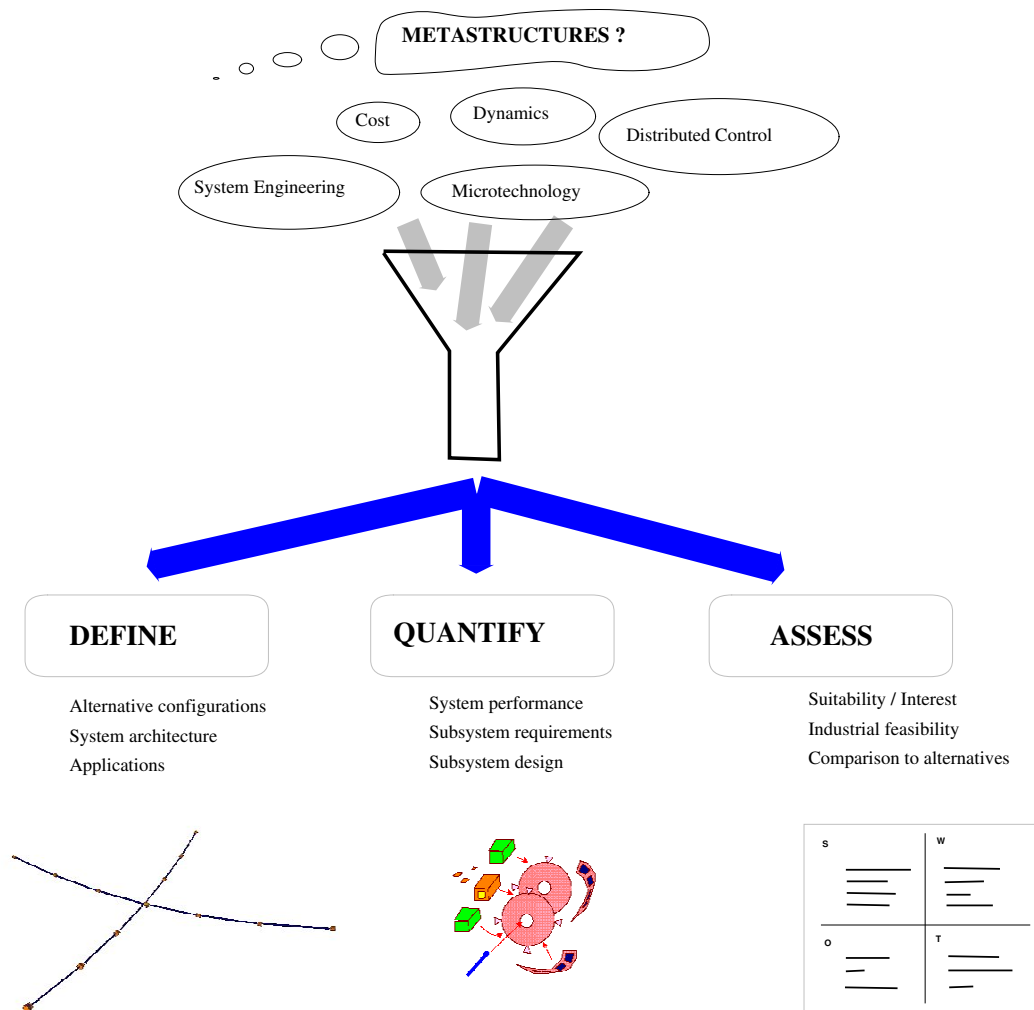 METASTRUCTURES ?
Cost
Dynamics
Distributed Control
System Engineering
Microtechnology
DEFINE
Alternative configurations
System architecture
Applications
QUANTIFY
System performance
Subsystem requirements
Subsystem design
ASSESS
Suitability / Interest
Industrial feasibility
Comparison to alternatives
S
W
O
T